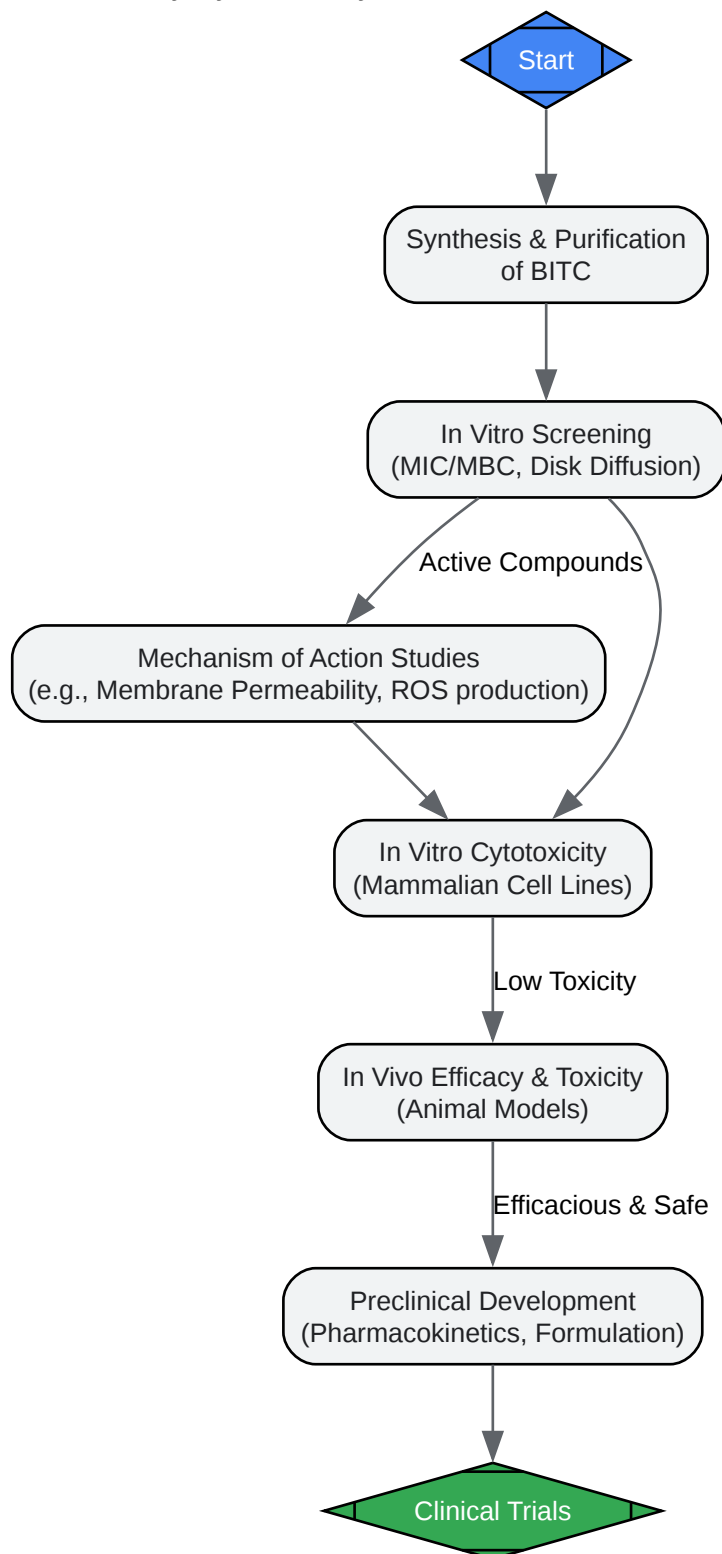 Start
Synthesis & Purification
of BITC
In Vitro Screening
(MIC/MBC, Disk Diffusion)
Active Compounds
Mechanism of Action Studies
(e.g., Membrane Permeability, ROS production)
In Vitro Cytotoxicity
(Mammalian Cell Lines)
Low Toxicity
In Vivo Efficacy & Toxicity
(Animal Models)
Efficacious & Safe
Preclinical Development
(Pharmacokinetics, Formulation)
Clinical Trials